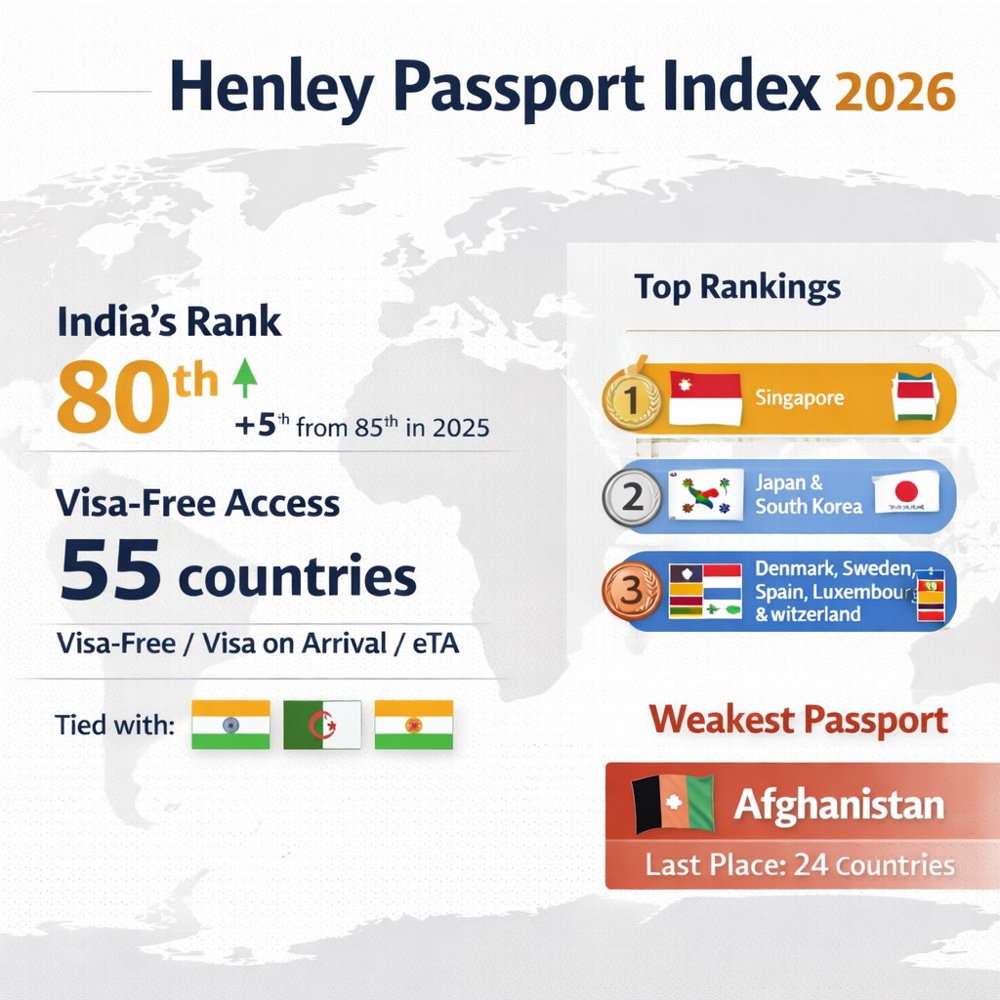 Henley Passport Index 2026
India's Rank
80th
+5th from 85th in 2025
Visa-Free Access
55 countries
Visa-Free / Visa on Arrival / eTA
Tied with:
Top Rankings
1
Singapore
2
Japan &
South Korea
3
Denmark, Sweden,
Spain, Luxembourg
& witzerland
Weakest Passport
Afghanistan
Last Place: 24 Countries